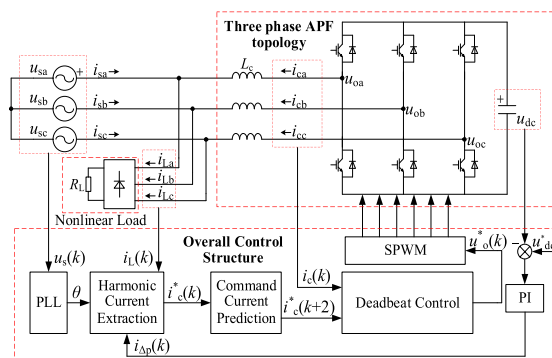 Three phase APF
topology
u_sa + i_sa L_c i_ca u_oa
u_sb i_sb i_cb u_ob
u_sc i_sc i_cc u_oc
+ u_dc
i_La
R_L i_Lb
i_Lc
Nonlinear Load
Overall Control
Structure
SPWM
u_s(k) i_L(k) i_c(k) u*_o(k) − u*_dc
PLL θ Harmonic
Current
Extraction
i*_c(k) Command
Current
Prediction
i*_c(k+2) Deadbeat Control
PI
i_Δp(k)